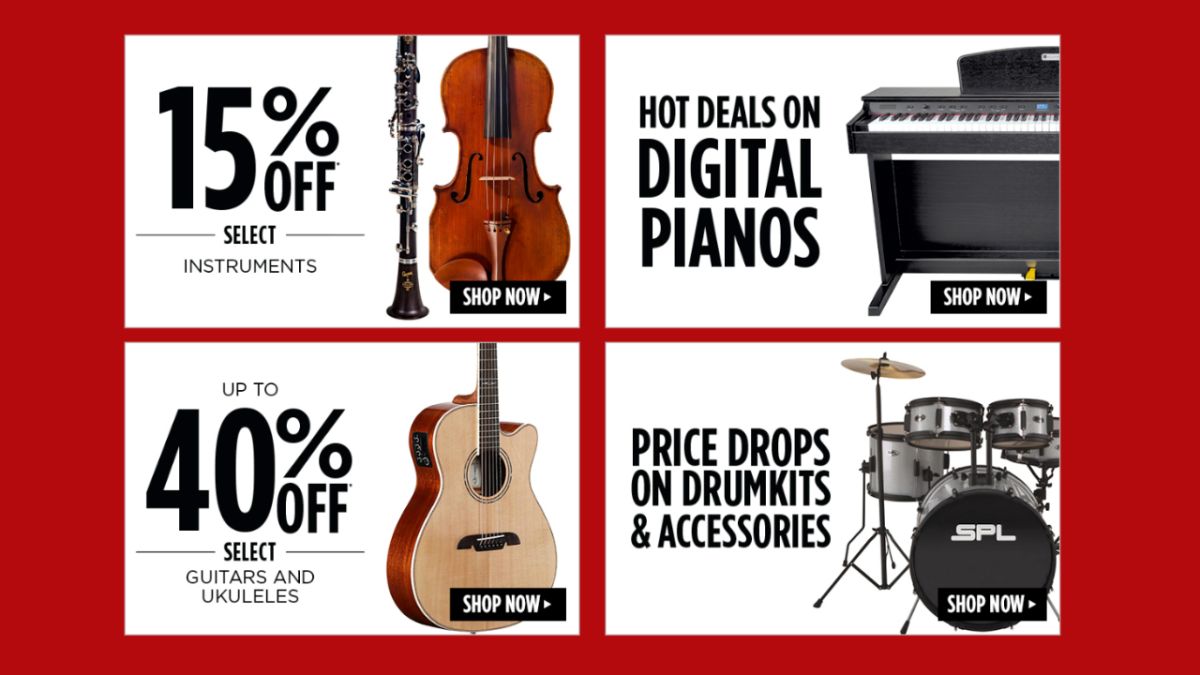 15% OFF*
SELECT
INSTRUMENTS
SHOP NOW ▸
HOT DEALS ON
DIGITAL
PIANOS
SHOP NOW ▸
UP TO
40% OFF*
SELECT
GUITARS AND
UKULELES
SHOP NOW ▸
PRICE DROPS
ON DRUMKITS
& ACCESSORIES
SPL
SHOP NOW ▸